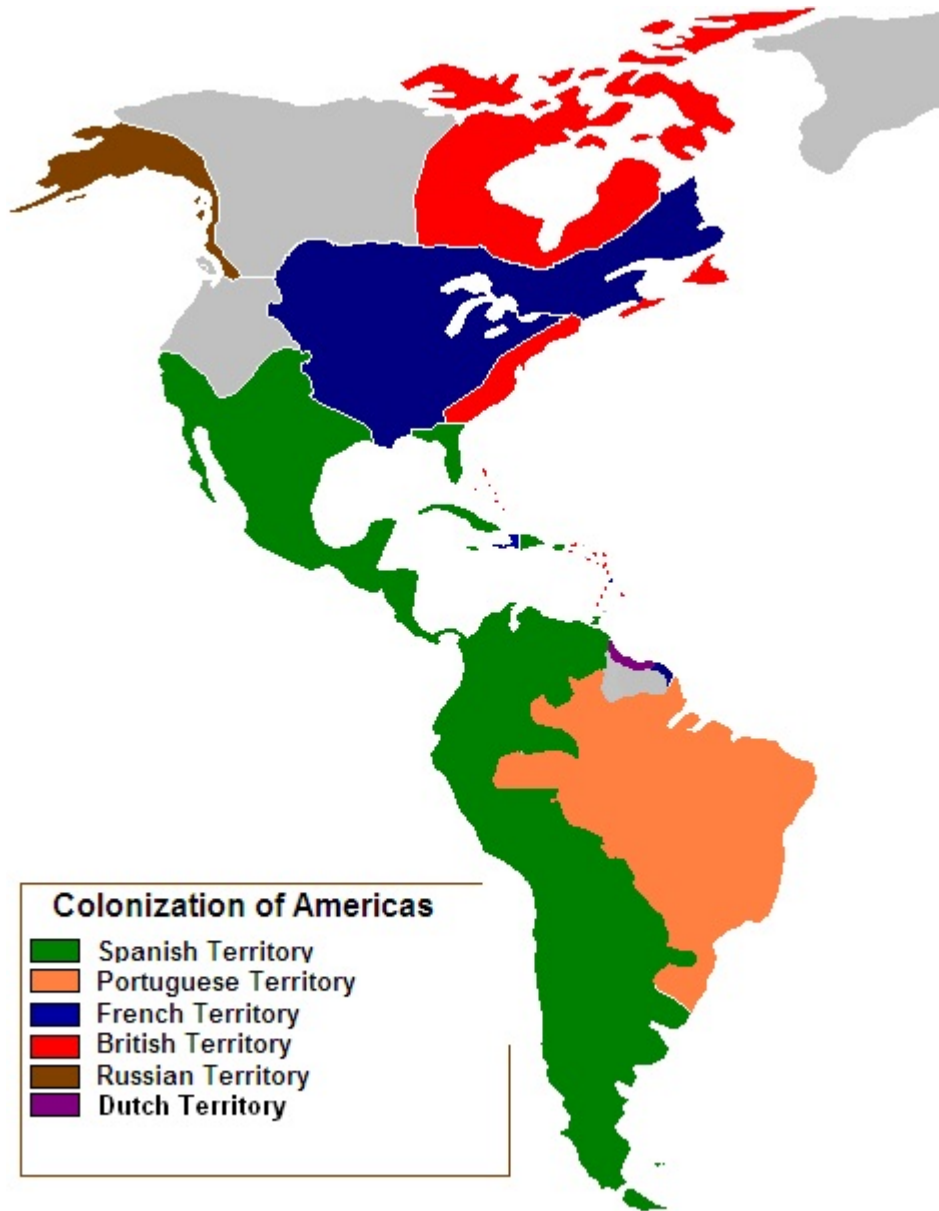 Colonization of Americas
Spanish Territory
Portuguese Territory
French Territory
British Territory
Russian Territory
Dutch Territory